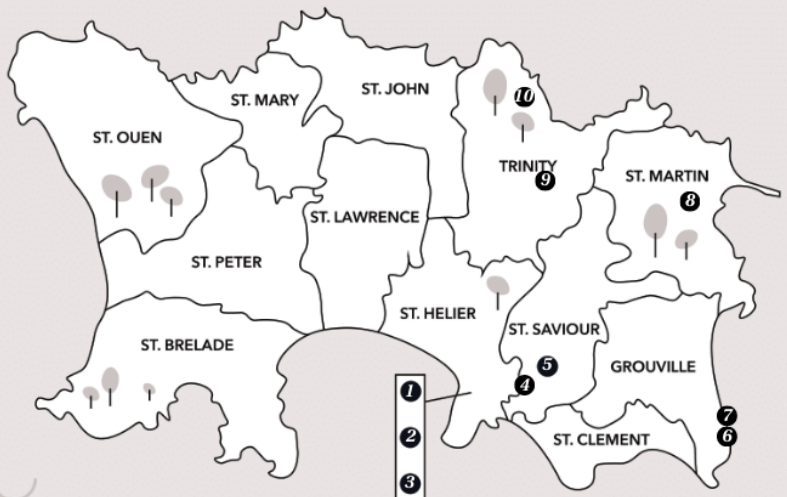 ST. JOHN
ST. MARY
10
ST. OUEN
TRINITY
9
ST. MARTIN
8
ST. LAWRENCE
ST. PETER
ST. HELIER
ST. SAVIOUR
ST. BRELADE
5
GROUVILLE
4
1
7
2
ST. CLEMENT
6
3